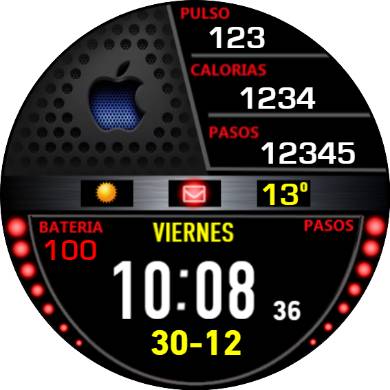 PULSO
123
CALORIAS
1234
PASOS
12345
13º
BATERIA
100
VIERNES
PASOS
10:08 36
30-12